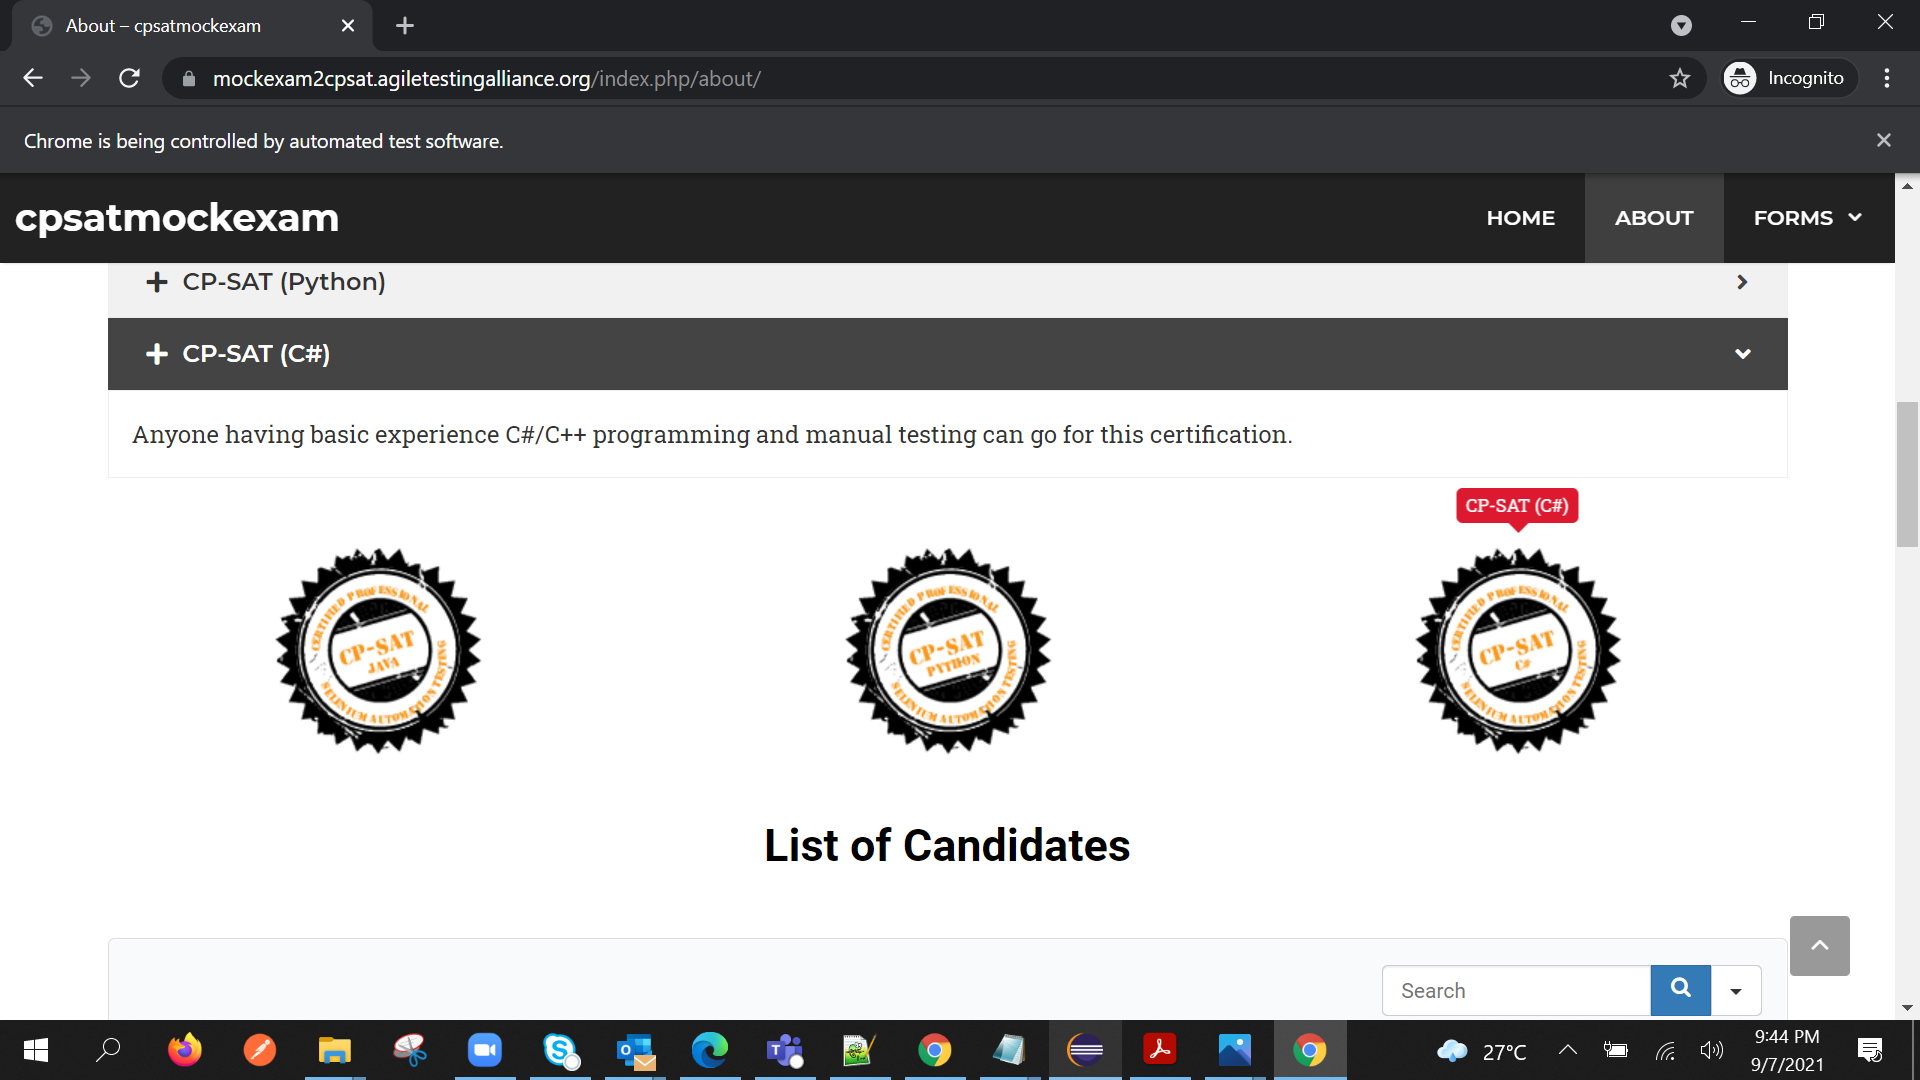 About – cpsatmockexam
mockexam2cpsat.agiletestingalliance.org/index.php/about/
Incognito
Chrome is being controlled by automated test software.
cpsatmockexam
HOME
ABOUT
FORMS
CP-SAT (Python)
CP-SAT (C#)
Anyone having basic experience C#/C++ programming and manual testing can go for this certification.
CP-SAT (C#)
CERTIFIED PROFESSIONAL
CP-SAT
JAVA
SELENIUM AUTOMATION TESTING
CERTIFIED PROFESSIONAL
CP-SAT
PYTHON
SELENIUM AUTOMATION TESTING
CERTIFIED PROFESSIONAL
CP-SAT
C#
SELENIUM AUTOMATION TESTING
List of Candidates
Search
27°C
9:44 PM
9/7/2021